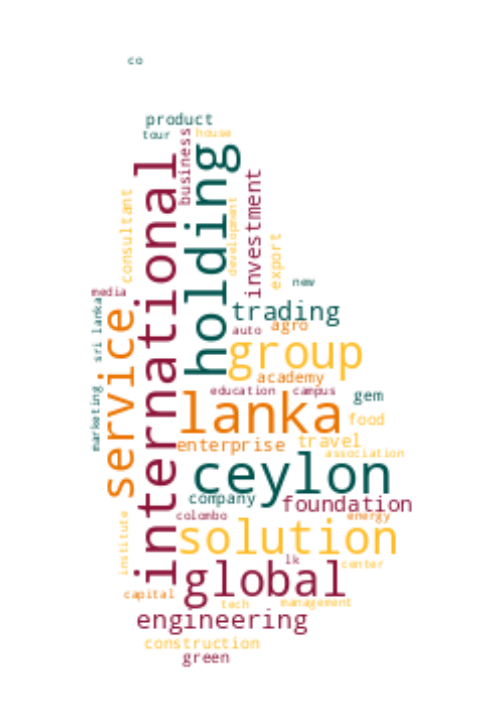 co
product
tour
house
business
holding
international
investment
consultant
development
export
new
media
sri lanka
trading
auto
agro
service
group
academy
education
campus
gem
marketing
lanka
food
enterprise
travel
association
ceylon
company
foundation
colombo
energy
institute
solution
lk
center
global
capital
tech
management
engineering
construction
green